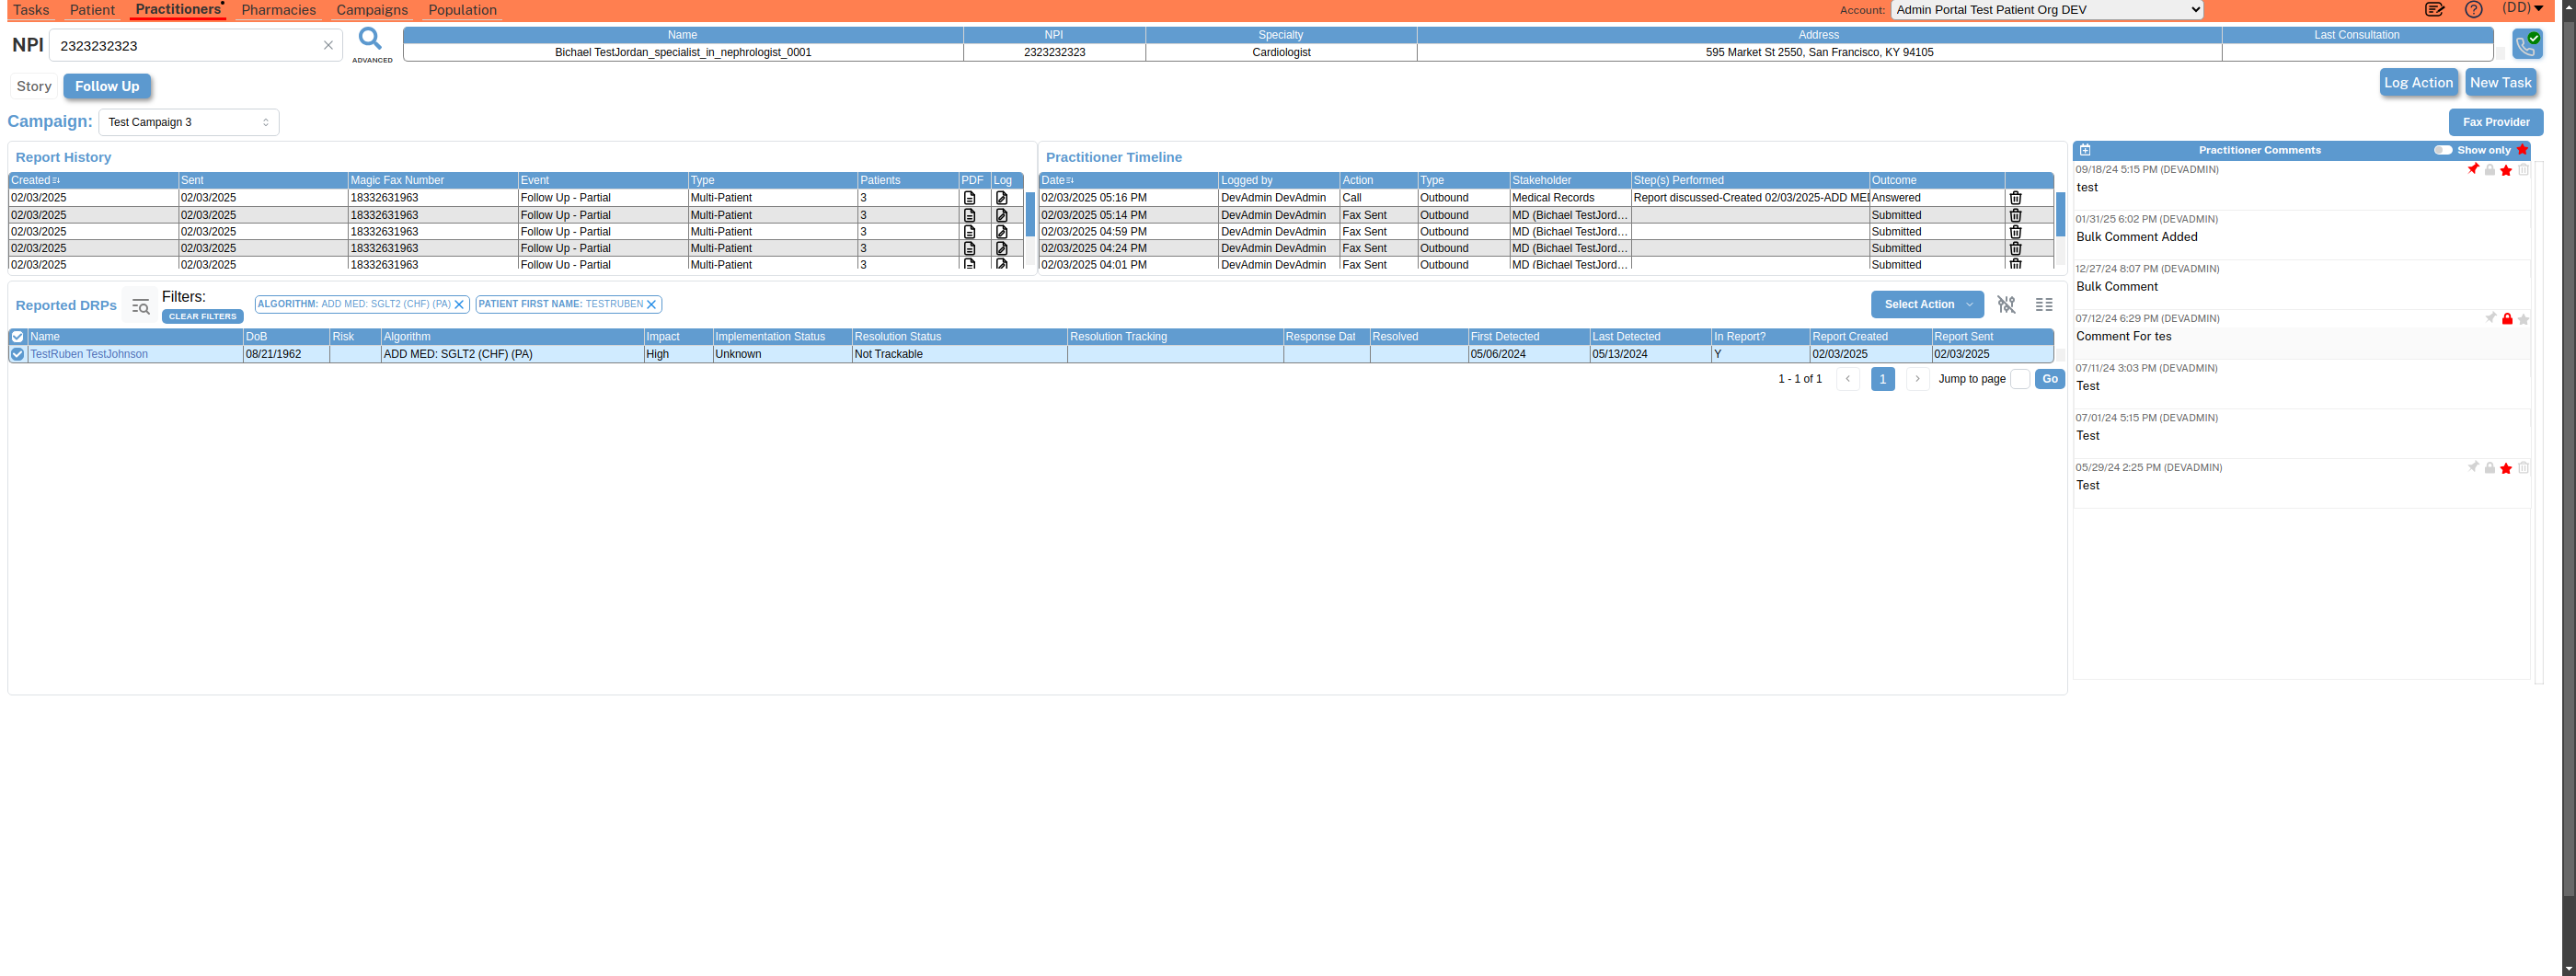 Tasks Patient Practitioners Pharmacies Campaigns Population Account: Admin Portal Test Patient Org DEV (DD)
NPI 2323232323 ADVANCED
Name NPI Specialty Address Last Consultation
Bichael TestJordan_specialist_in_nephrologist_0001 2323232323 Cardiologist 595 Market St 2550, San Francisco, KY 94105
Story Follow Up Log Action New Task
Campaign: Test Campaign 3 Fax Provider
Report History
Created Sent Magic Fax Number Event Type Patients PDF Log
02/03/2025 02/03/2025 18332631963 Follow Up - Partial Multi-Patient 3
02/03/2025 02/03/2025 18332631963 Follow Up - Partial Multi-Patient 3
02/03/2025 02/03/2025 18332631963 Follow Up - Partial Multi-Patient 3
02/03/2025 02/03/2025 18332631963 Follow Up - Partial Multi-Patient 3
02/03/2025 02/03/2025 18332631963 Follow Up - Partial Multi-Patient 3
Practitioner Timeline
Date Logged by Action Type Stakeholder Step(s) Performed Outcome
02/03/2025 05:16 PM DevAdmin DevAdmin Call Outbound Medical Records Report discussed-Created 02/03/2025-ADD ME Answered
02/03/2025 05:14 PM DevAdmin DevAdmin Fax Sent Outbound MD (Bichael TestJord... Submitted
02/03/2025 04:59 PM DevAdmin DevAdmin Fax Sent Outbound MD (Bichael TestJord... Submitted
02/03/2025 04:24 PM DevAdmin DevAdmin Fax Sent Outbound MD (Bichael TestJord... Submitted
02/03/2025 04:01 PM DevAdmin DevAdmin Fax Sent Outbound MD (Bichael TestJord... Submitted
Practitioner Comments Show only
09/18/24 5:15 PM (DEVADMIN)
test
01/31/25 6:02 PM (DEVADMIN)
Bulk Comment Added
12/27/24 8:07 PM (DEVADMIN)
Bulk Comment
07/12/24 6:29 PM (DEVADMIN)
Comment For tes
07/11/24 3:03 PM (DEVADMIN)
Test
07/01/24 5:15 PM (DEVADMIN)
Test
05/29/24 2:25 PM (DEVADMIN)
Test
Reported DRPs Filters: CLEAR FILTERS ALGORITHM: ADD MED: SGLT2 (CHF) (PA) PATIENT FIRST NAME: TESTRUBEN Select Action
Name DoB Risk Algorithm Impact Implementation Status Resolution Status Resolution Tracking Response Dat Resolved First Detected Last Detected In Report? Report Created Report Sent
TestRuben TestJohnson 08/21/1962 ADD MED: SGLT2 (CHF) (PA) High Unknown Not Trackable 05/06/2024 05/13/2024 Y 02/03/2025 02/03/2025
1 - 1 of 1 1 Jump to page Go